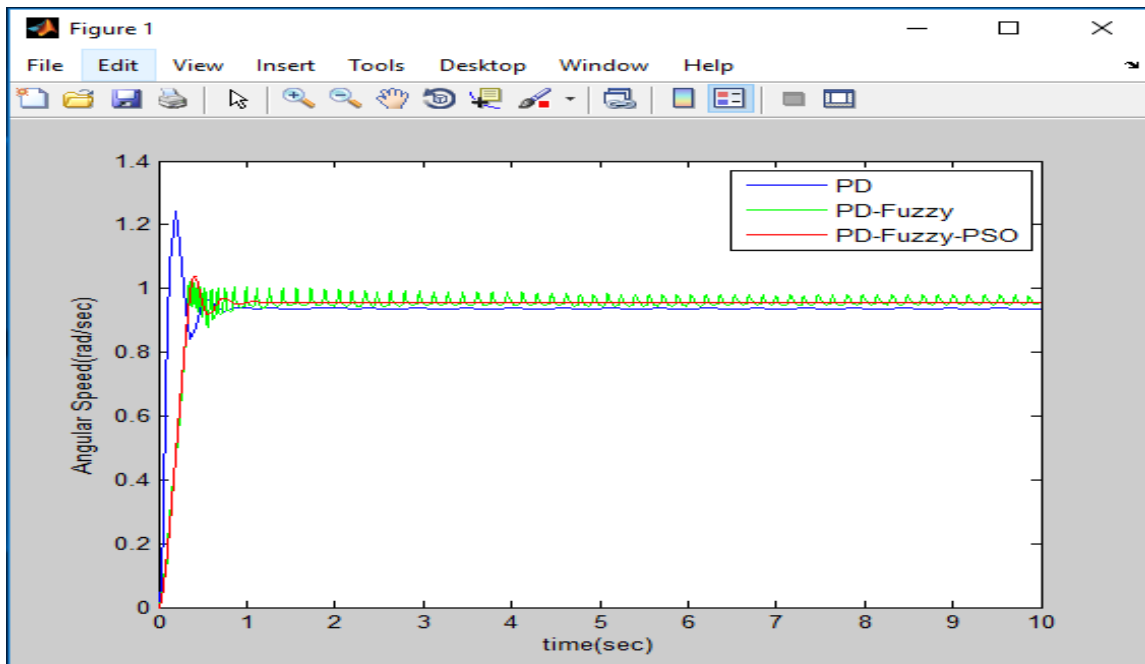 Figure 1
File Edit View Insert Tools Desktop Window Help
PD
PD-Fuzzy
PD-Fuzzy-PSO
Angular Speed(rad/sec)
1.4
1.2
1
0.8
0.6
0.4
0.2
0
0 1 2 3 4 5 6 7 8 9 10
time(sec)